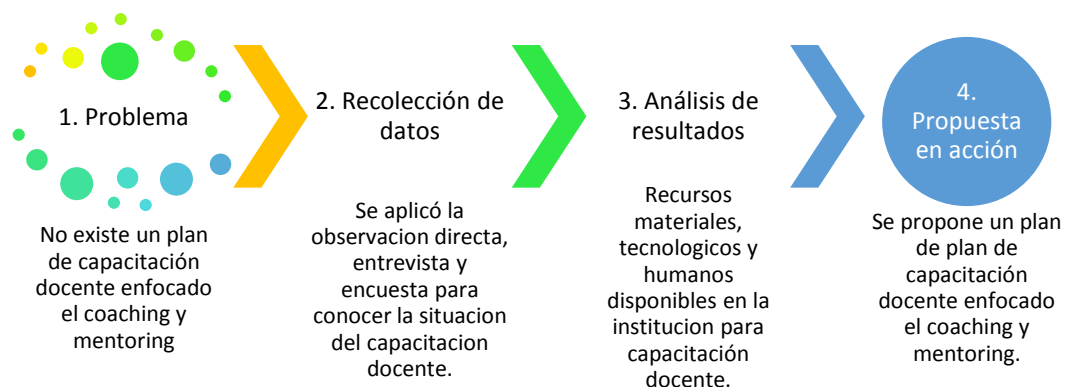 1. Problema
No existe un plan
de capacitación
docente enfocado
el coaching y
mentoring
2. Recolección de
datos
Se aplicó la
observacion directa,
entrevista y
encuesta para
conocer la situacion
del capacitacion
docente.
3. Análisis de
resultados
Recursos
materiales,
tecnologicos y
humanos
disponibles en la
institucion para
capacitación
docente.
4.
Propuesta
en acción
Se propone un plan
de plan de
capacitación
docente enfocado
el coaching y
mentoring.